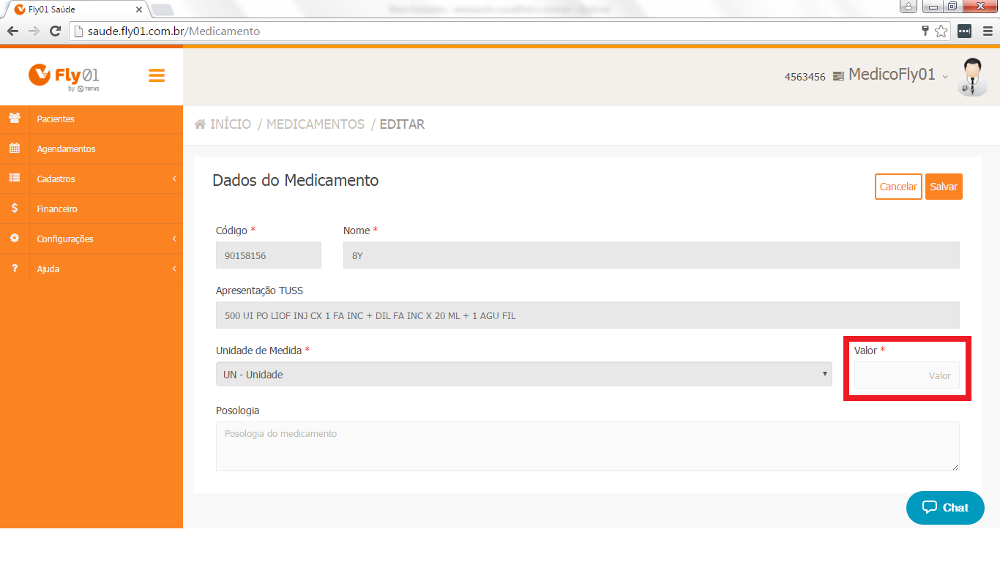 Fly01 Saúde
saude.fly01.com.br/Medicamento
Fly01
by TOTVS
4563456 MedicoFly01
Pacientes
Agendamentos
Cadastros
Financeiro
Configurações
Ajuda
INÍCIO / MEDICAMENTOS / EDITAR
Dados do Medicamento
Cancelar Salvar
Código * Nome *
90158156 8Y
Apresentação TUSS
500 UI PO LIOF INJ CX 1 FA INC + DIL FA INC X 20 ML + 1 AGU FIL
Unidade de Medida * Valor *
UN - Unidade Valor
Posologia
Posologia do medicamento
Chat